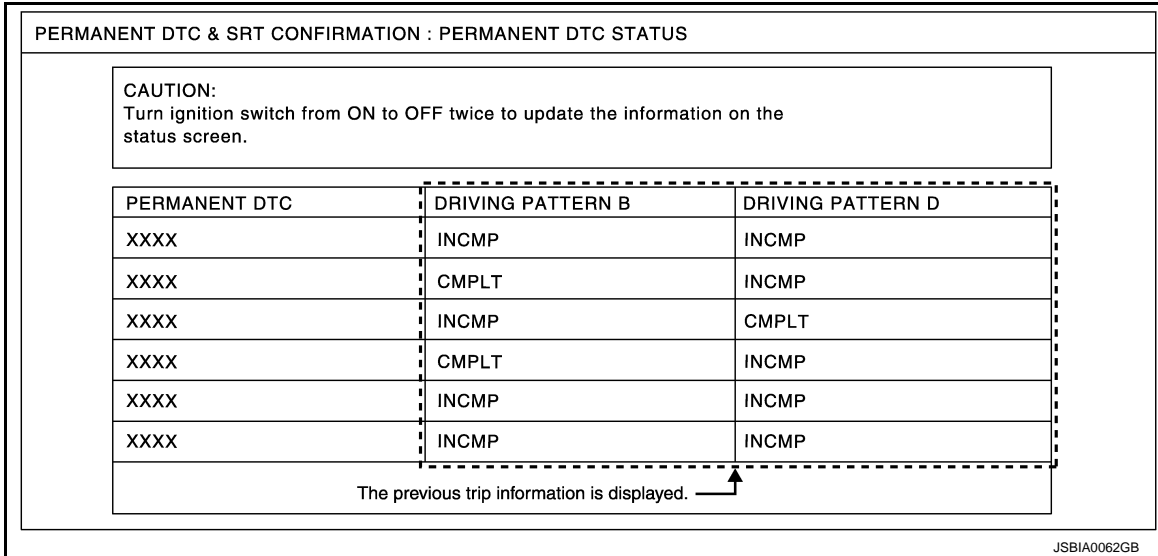 PERMANENT DTC & SRT CONFIRMATION : PERMANENT DTC STATUS
CAUTION:
Turn ignition switch from ON to OFF twice to update the information on the
status screen.
PERMANENT DTC DRIVING PATTERN B DRIVING PATTERN D
XXXX INCMP INCMP
XXXX CMPLT INCMP
XXXX INCMP CMPLT
XXXX CMPLT INCMP
XXXX INCMP INCMP
XXXX INCMP INCMP
The previous trip information is displayed.
JSBIA0062GB